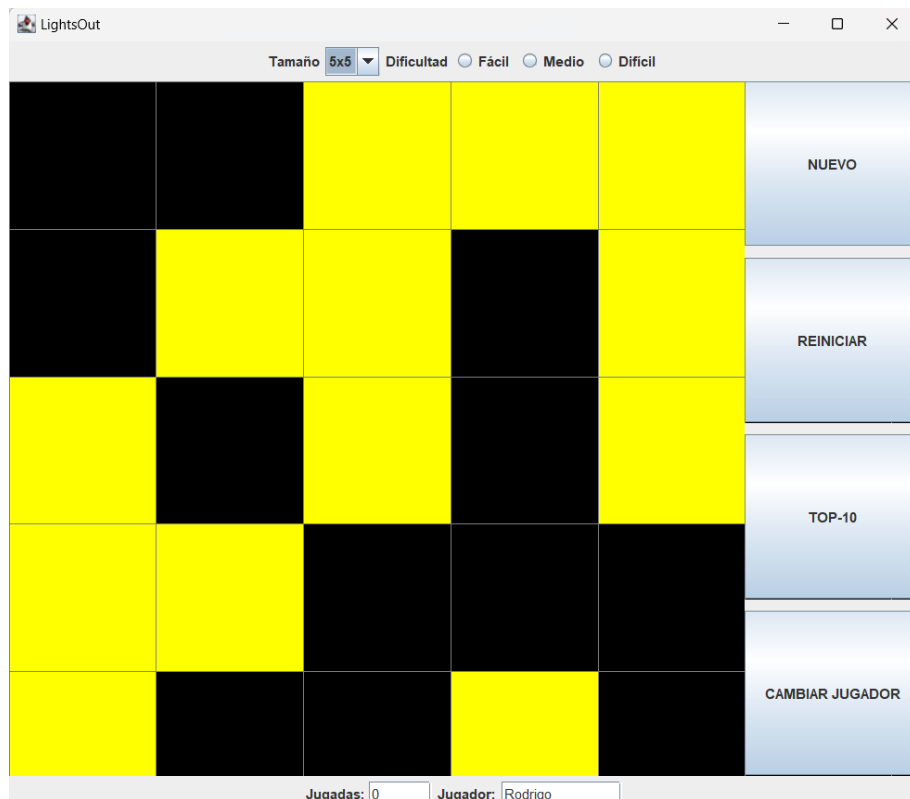 LightsOut
Tamaño 5x5 Dificultad Fácil Medio Difícil
NUEVO
REINICIAR
TOP-10
CAMBIAR JUGADOR
Jugadas: 0 Jugador: Rodrigo